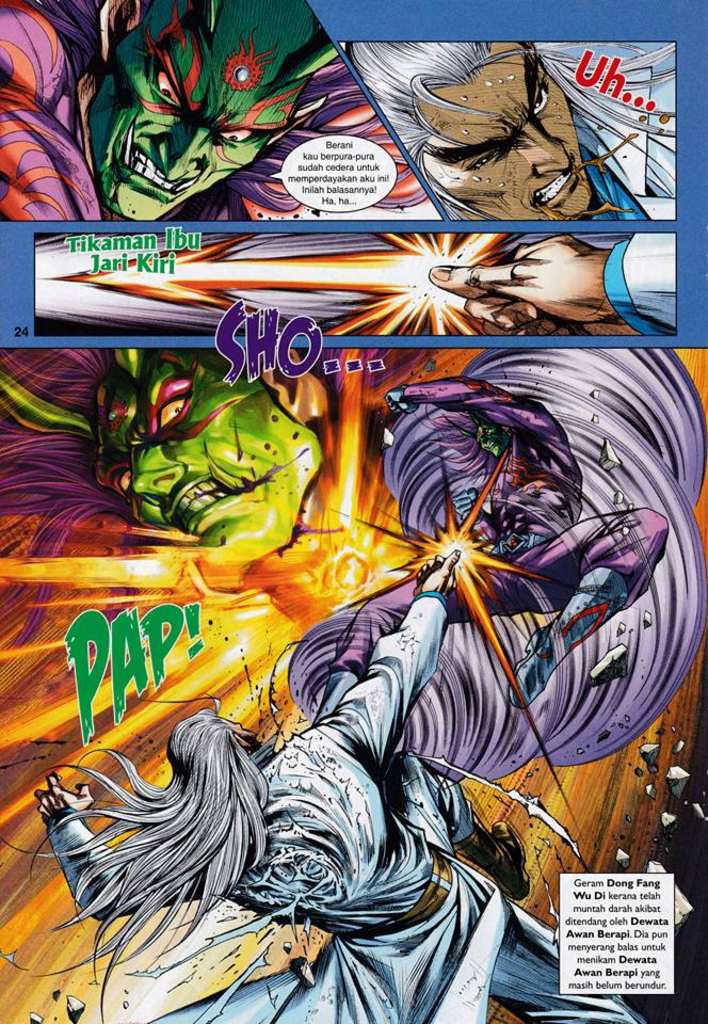 Berani
kau berpura-pura
sudah cedera untuk
memperdayakan aku ini!
Inilah balasannya!
Ha, ha...
Uh...
Tikaman Ibu
Jari Kiri
24
SHO...
PAP!
Geram Dong Fang
Wu Di kerana telah
muntah darah akibat
ditendang oleh Dewata
Awan Berapi. Dia pun
menyerang balas untuk
menikam Dewata
Awan Berapi yang
masih belum berundur.